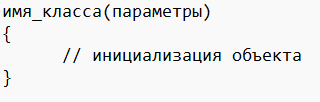 имя_класса(параметры)
{
// инициализация объекта
}